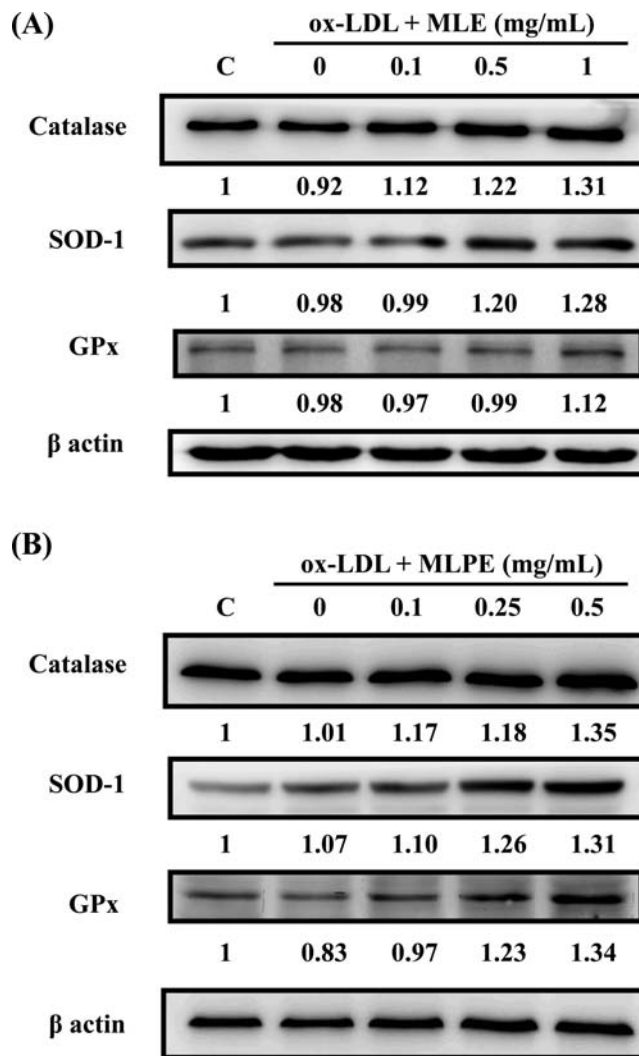 (A)
ox-LDL + MLE (mg/mL)
C 0 0.1 0.5 1
Catalase
1 0.92 1.12 1.22 1.31
SOD-1
1 0.98 0.99 1.20 1.28
GPx
1 0.98 0.97 0.99 1.12
β actin
(B)
ox-LDL + MLPE (mg/mL)
C 0 0.1 0.25 0.5
Catalase
1 1.01 1.17 1.18 1.35
SOD-1
1 1.07 1.10 1.26 1.31
GPx
1 0.83 0.97 1.23 1.34
β actin